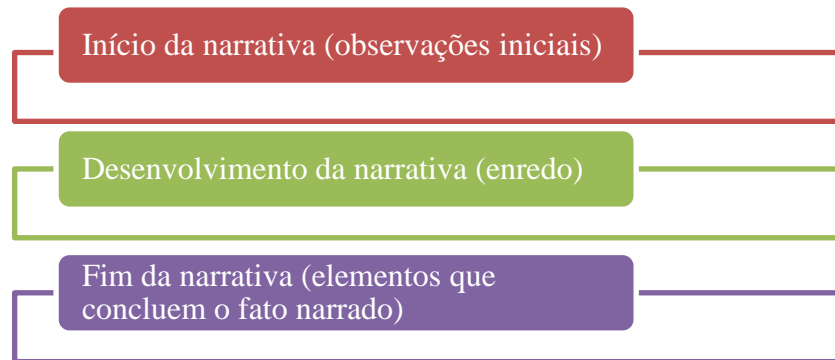 Início da narrativa (observações iniciais)
Desenvolvimento da narrativa (enredo)
Fim da narrativa (elementos que
concluem o fato narrado)